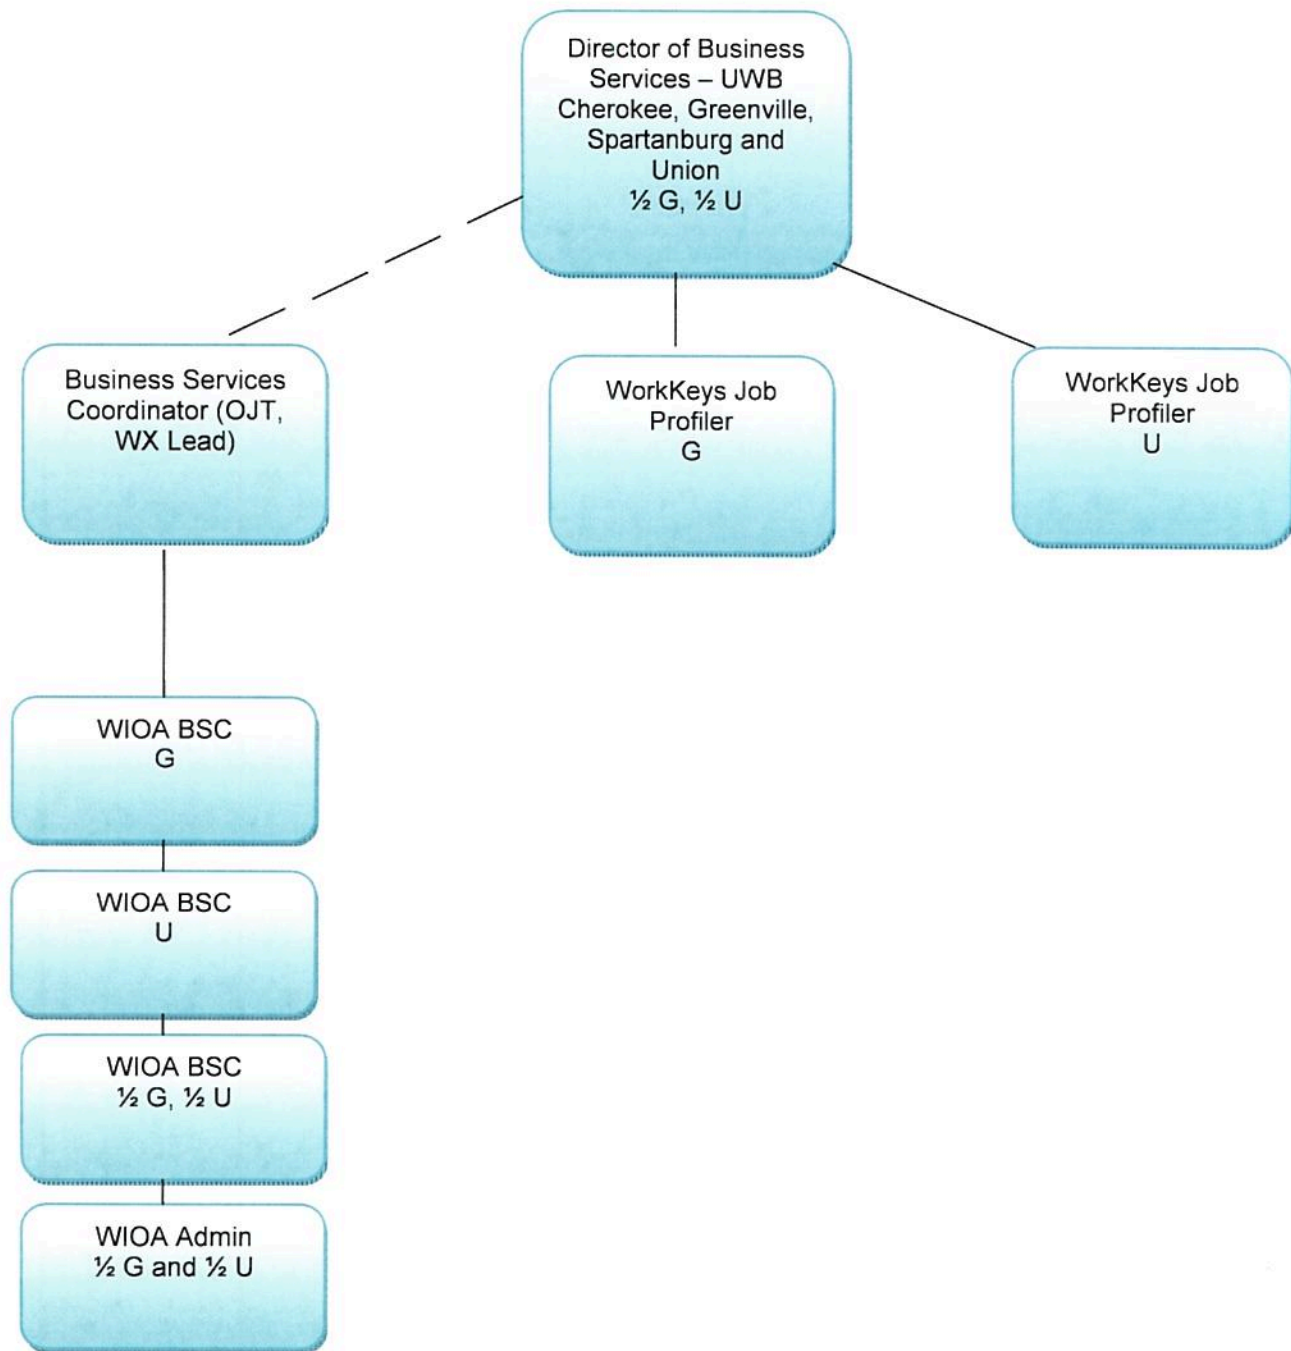 Director of Business
Services – UWB
Cherokee, Greenville,
Spartanburg and
Union
½ G, ½ U
Business Services
Coordinator (OJT,
WX Lead)
WorkKeys Job
Profiler
G
WorkKeys Job
Profiler
U
WIOA BSC
G
WIOA BSC
U
WIOA BSC
½ G, ½ U
WIOA Admin
½ G and ½ U